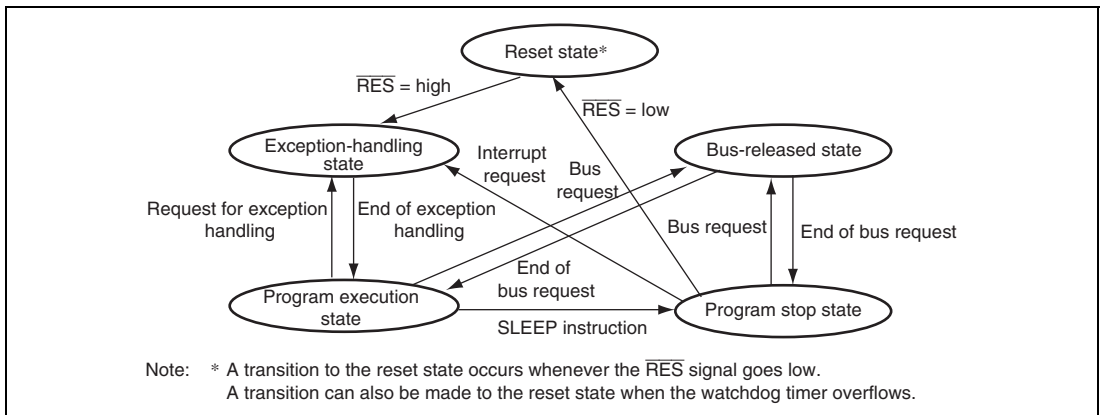 Reset state*
RES = high
RES = low
Exception-handling
state
Interrupt
request
Bus
request
Bus-released state
Request for exception
handling
End of exception
handling
Bus request
End of bus request
End of
bus request
Program execution
state
SLEEP instruction
Program stop state
Note: * A transition to the reset state occurs whenever the RES signal goes low.
A transition can also be made to the reset state when the watchdog timer overflows.